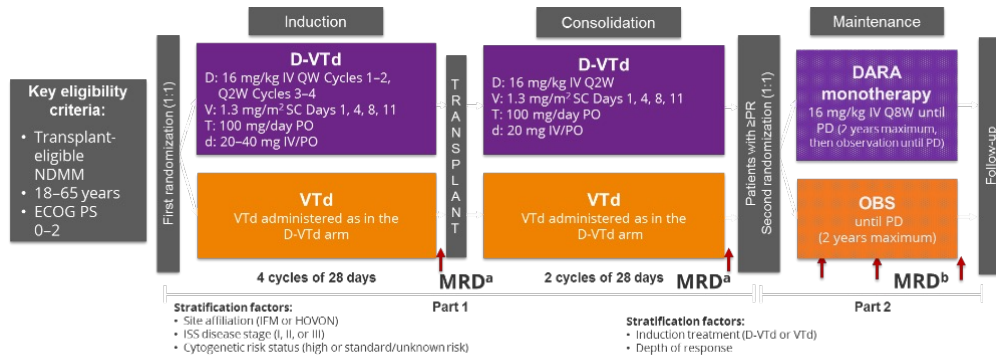 Induction
Consolidation
Maintenance
Key eligibility
criteria:
• Transplant-
eligible
NDMM
• 18–65 years
• ECOG PS
0–2
First randomization (1:1)
D-VTd
D: 16 mg/kg IV QW Cycles 1–2,
Q2W Cycles 3–4
V: 1.3 mg/m² SC Days 1, 4, 8, 11
T: 100 mg/day PO
d: 20–40 mg IV/PO
VTd
VTd administered as in the
D-VTd arm
4 cycles of 28 days
TRANSPLANT
MRDᵃ
D-VTd
D: 16 mg/kg IV Q2W
V: 1.3 mg/m² SC Days 1, 4, 8, 11
T: 100 mg/day PO
d: 20 mg IV/PO
VTd
VTd administered as in the
D-VTd arm
2 cycles of 28 days
MRDᵃ
Patients with ≥PR
Second randomization (1:1)
DARA
monotherapy
16 mg/kg IV Q8W until
PD (2 years maximum,
then observation until PD)
OBS
until PD
(2 years maximum)
MRDᵇ
Follow-up
Part 1
Part 2
Stratification factors:
• Site affiliation (IFM or HOVON)
• ISS disease stage (I, II, or III)
• Cytogenetic risk status (high or standard/unknown risk)
Stratification factors:
• Induction treatment (D-VTd or VTd)
• Depth of response